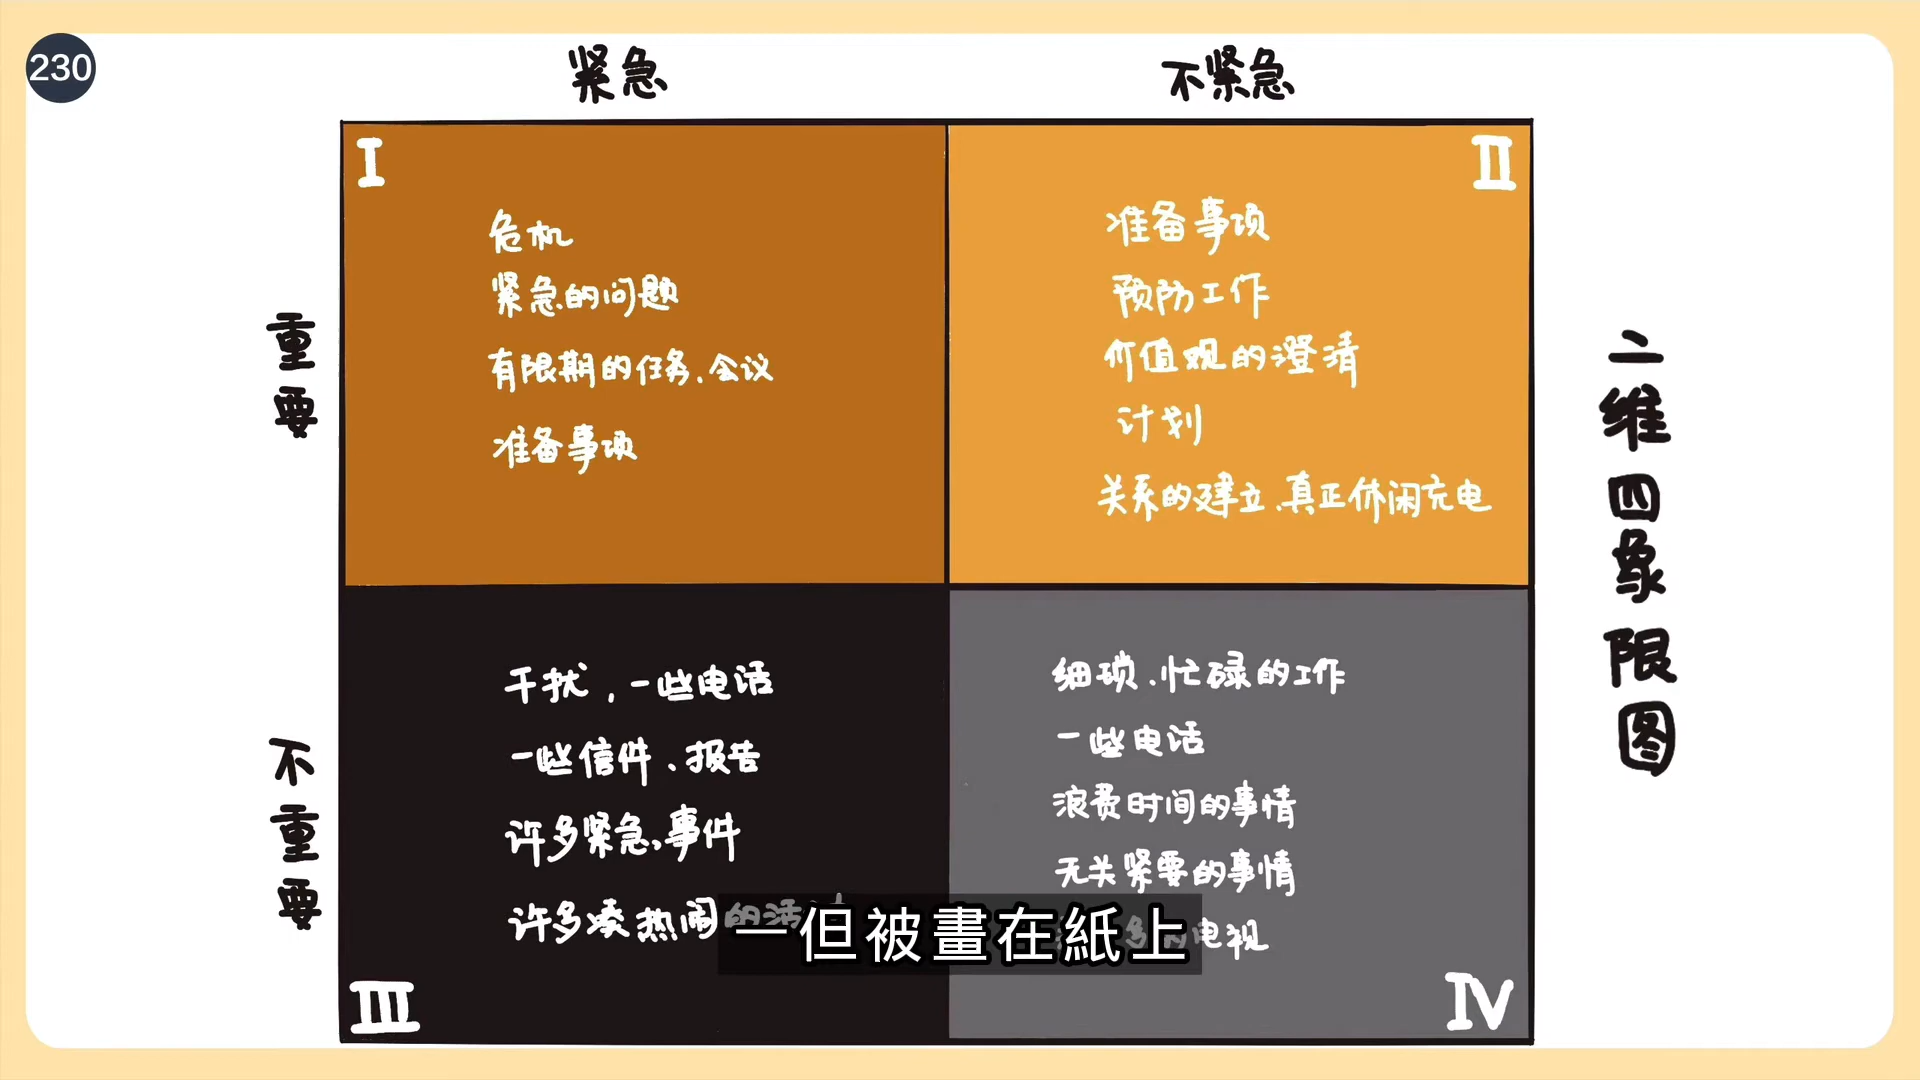 230
紧急
不紧急
重要
不重要
二维四象限图
I
危机
紧急的问题
有限期的任务、会议
准备事项
II
准备事项
预防工作
价值观的澄清
计划
关系的建立、真正休闲充电
干扰，一些电话
一些信件、报告
许多紧急事件
许多凑热闹的活
III
细琐、忙碌的工作
一些电话
浪费时间的事情
无关紧要的事情
电视
IV
一但被畫在紙上